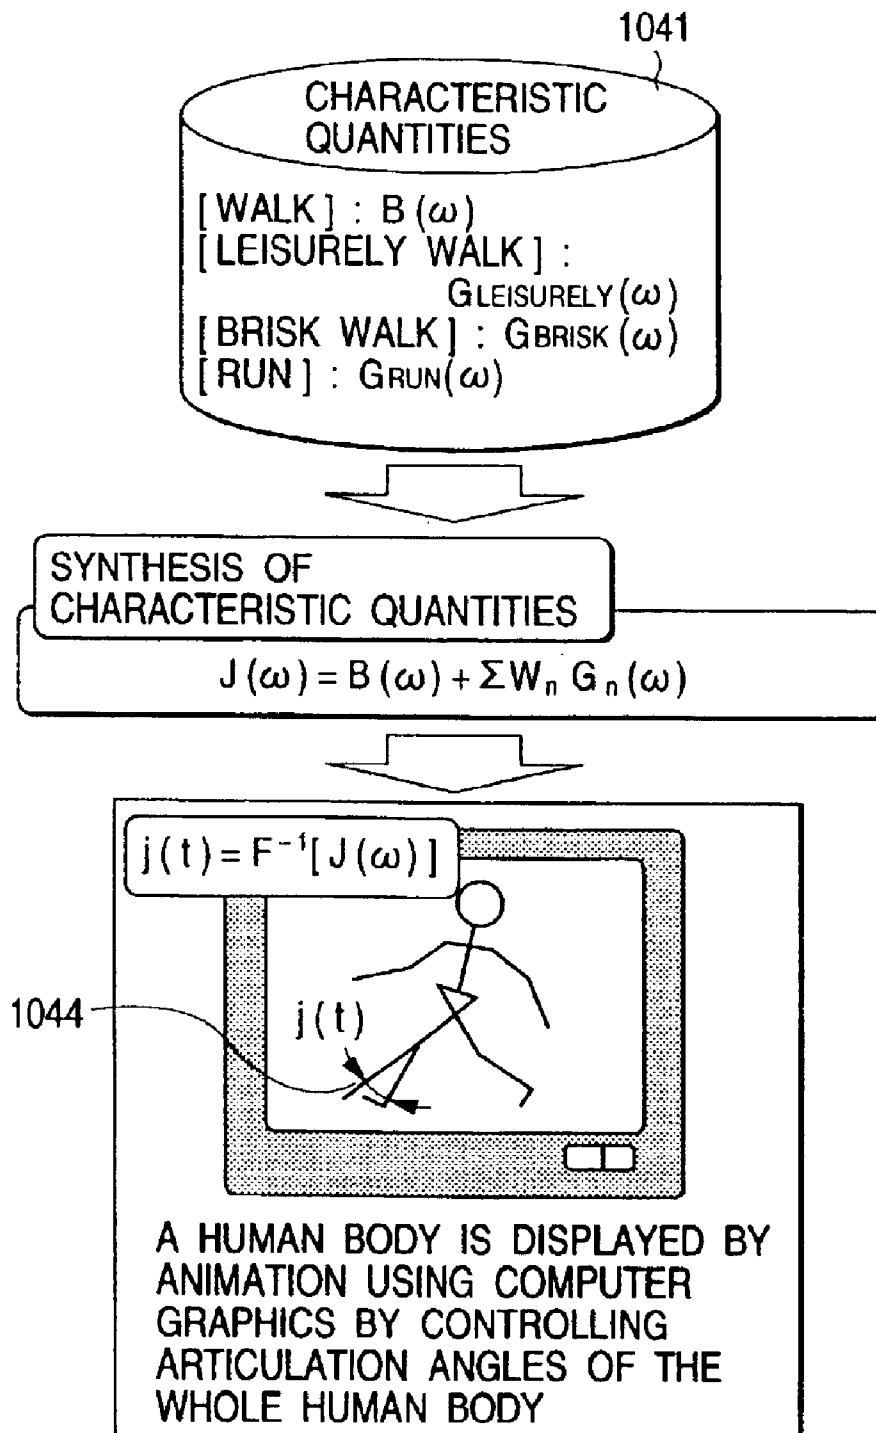 1041
CHARACTERISTIC
QUANTITIES
[WALK] : B(ω)
[LEISURELY WALK] :
GLEISURELY(ω)
[BRISK WALK] : GBRISK(ω)
[RUN] : GRUN(ω)
SYNTHESIS OF
CHARACTERISTIC QUANTITIES
J(ω) = B(ω) + ΣWₙ Gₙ(ω)
j(t) = F⁻¹[J(ω)]
1044
j(t)
A HUMAN BODY IS DISPLAYED BY
ANIMATION USING COMPUTER
GRAPHICS BY CONTROLLING
ARTICULATION ANGLES OF THE
WHOLE HUMAN BODY